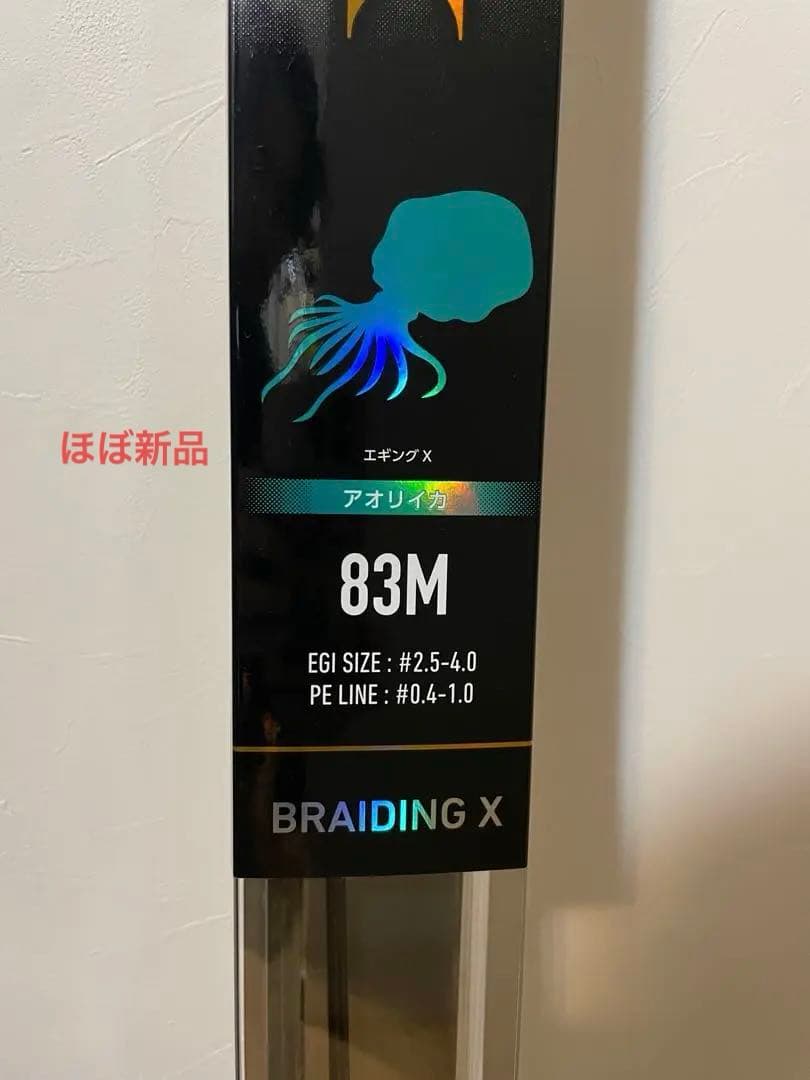 ほぼ新品
エギング X
アオリイカ
83M
EGI SIZE : #2.5-4.0
PE LINE : #0.4-1.0
BRAIDING X